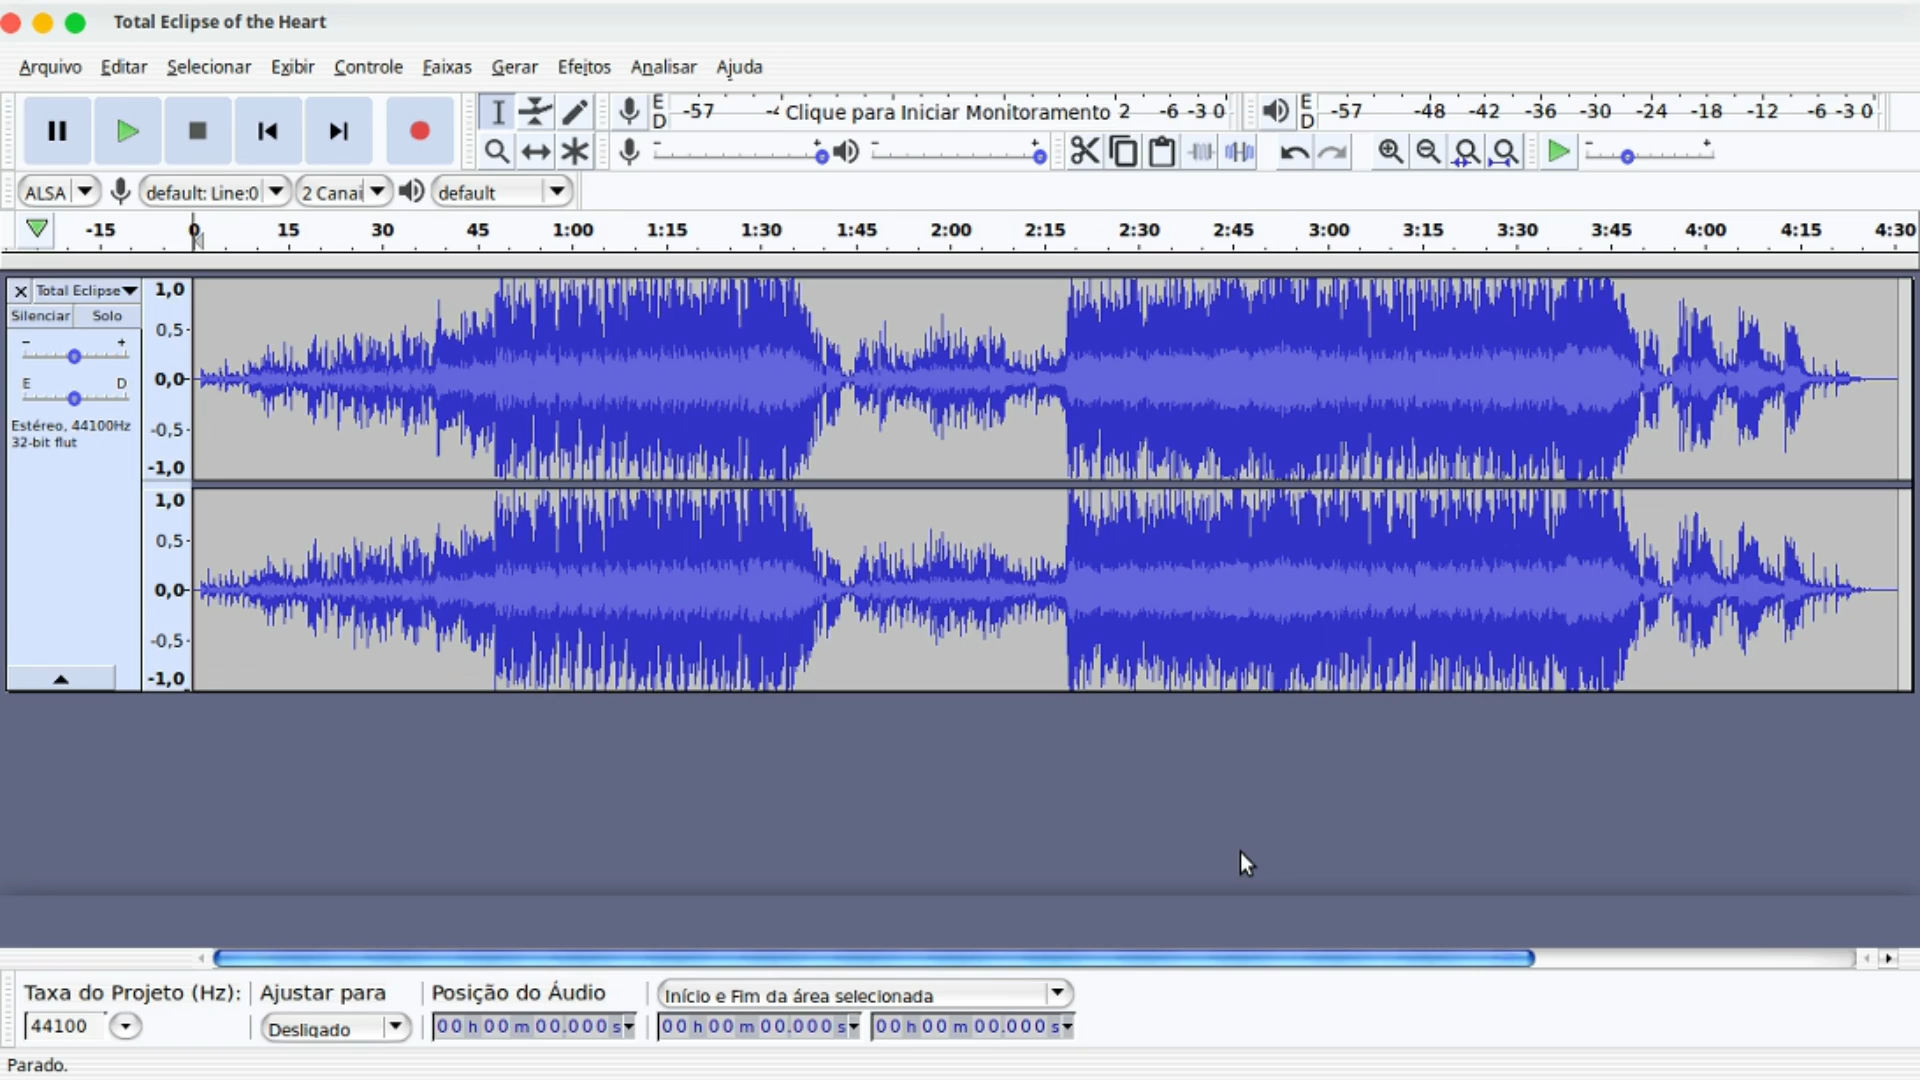 Total Eclipse of the Heart
Arquivo Editar Selecionar Exibir Controle Faixas Gerar Efeitos Analisar Ajuda
E D -57 -4 Clique para Iniciar Monitoramento 2 -6 -3 0 E D -57 -48 -42 -36 -30 -24 -18 -12 -6 -3 0
- + - + - +
ALSA default: Line:0 2 Canai default
-15 0 15 30 45 1:00 1:15 1:30 1:45 2:00 2:15 2:30 2:45 3:00 3:15 3:30 3:45 4:00 4:15 4:30
X Total Eclipse 1,0
Silenciar Solo
0,5
- +
E D 0,0
Estéreo, 44100Hz -0,5
32-bit flut
-1,0
1,0
0,5
0,0
-0,5
-1,0
Taxa do Projeto (Hz): Ajustar para Posição do Áudio Início e Fim da área selecionada
44100 Desligado 00 h 00 m 00.000 s 00 h 00 m 00.000 s 00 h 00 m 00.000 s
Parado.